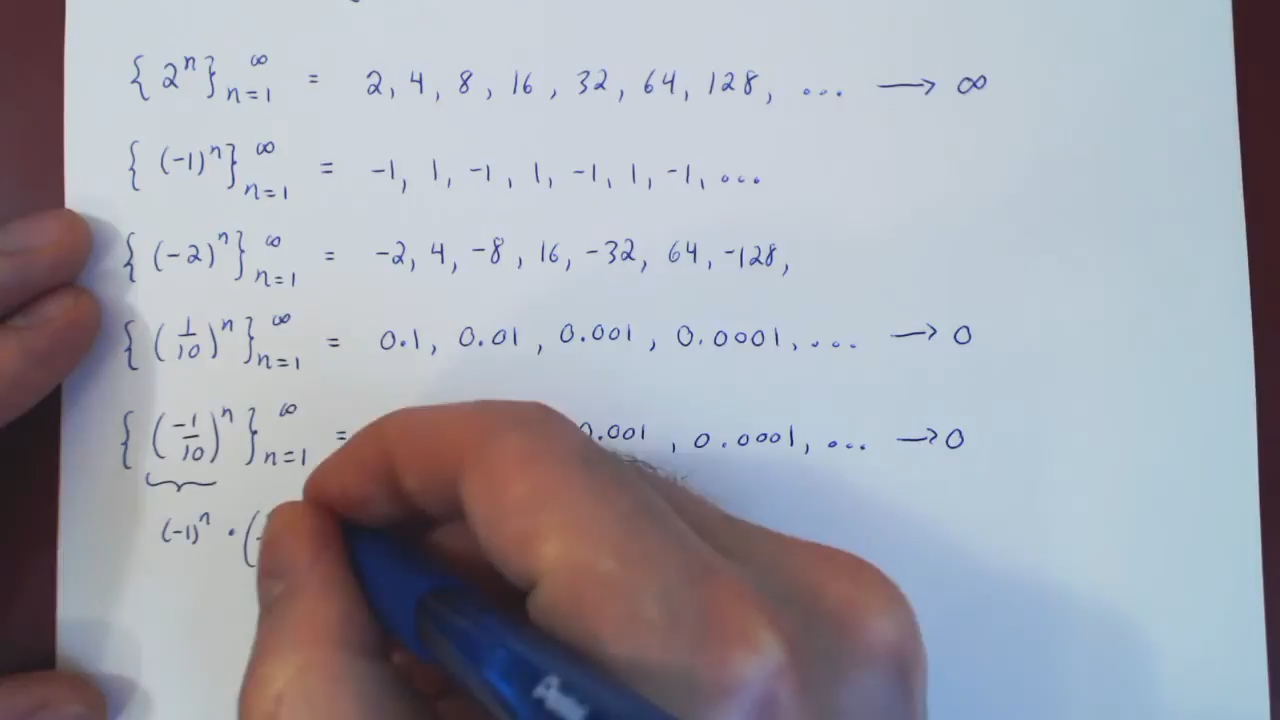 { 2ⁿ }ₙ₌₁^∞ = 2, 4, 8, 16, 32, 64, 128, ... → ∞
{ (-1)ⁿ }ₙ₌₁^∞ = -1, 1, -1, 1, -1, 1, -1, ...
{ (-2)ⁿ }ₙ₌₁^∞ = -2, 4, -8, 16, -32, 64, -128,
{ (1/10)ⁿ }ₙ₌₁^∞ = 0.1, 0.01, 0.001, 0.0001, ... → 0
{ (-1/10)ⁿ }ₙ₌₁^∞ = 0.001, 0.0001, ... → 0
(-1)ⁿ · (